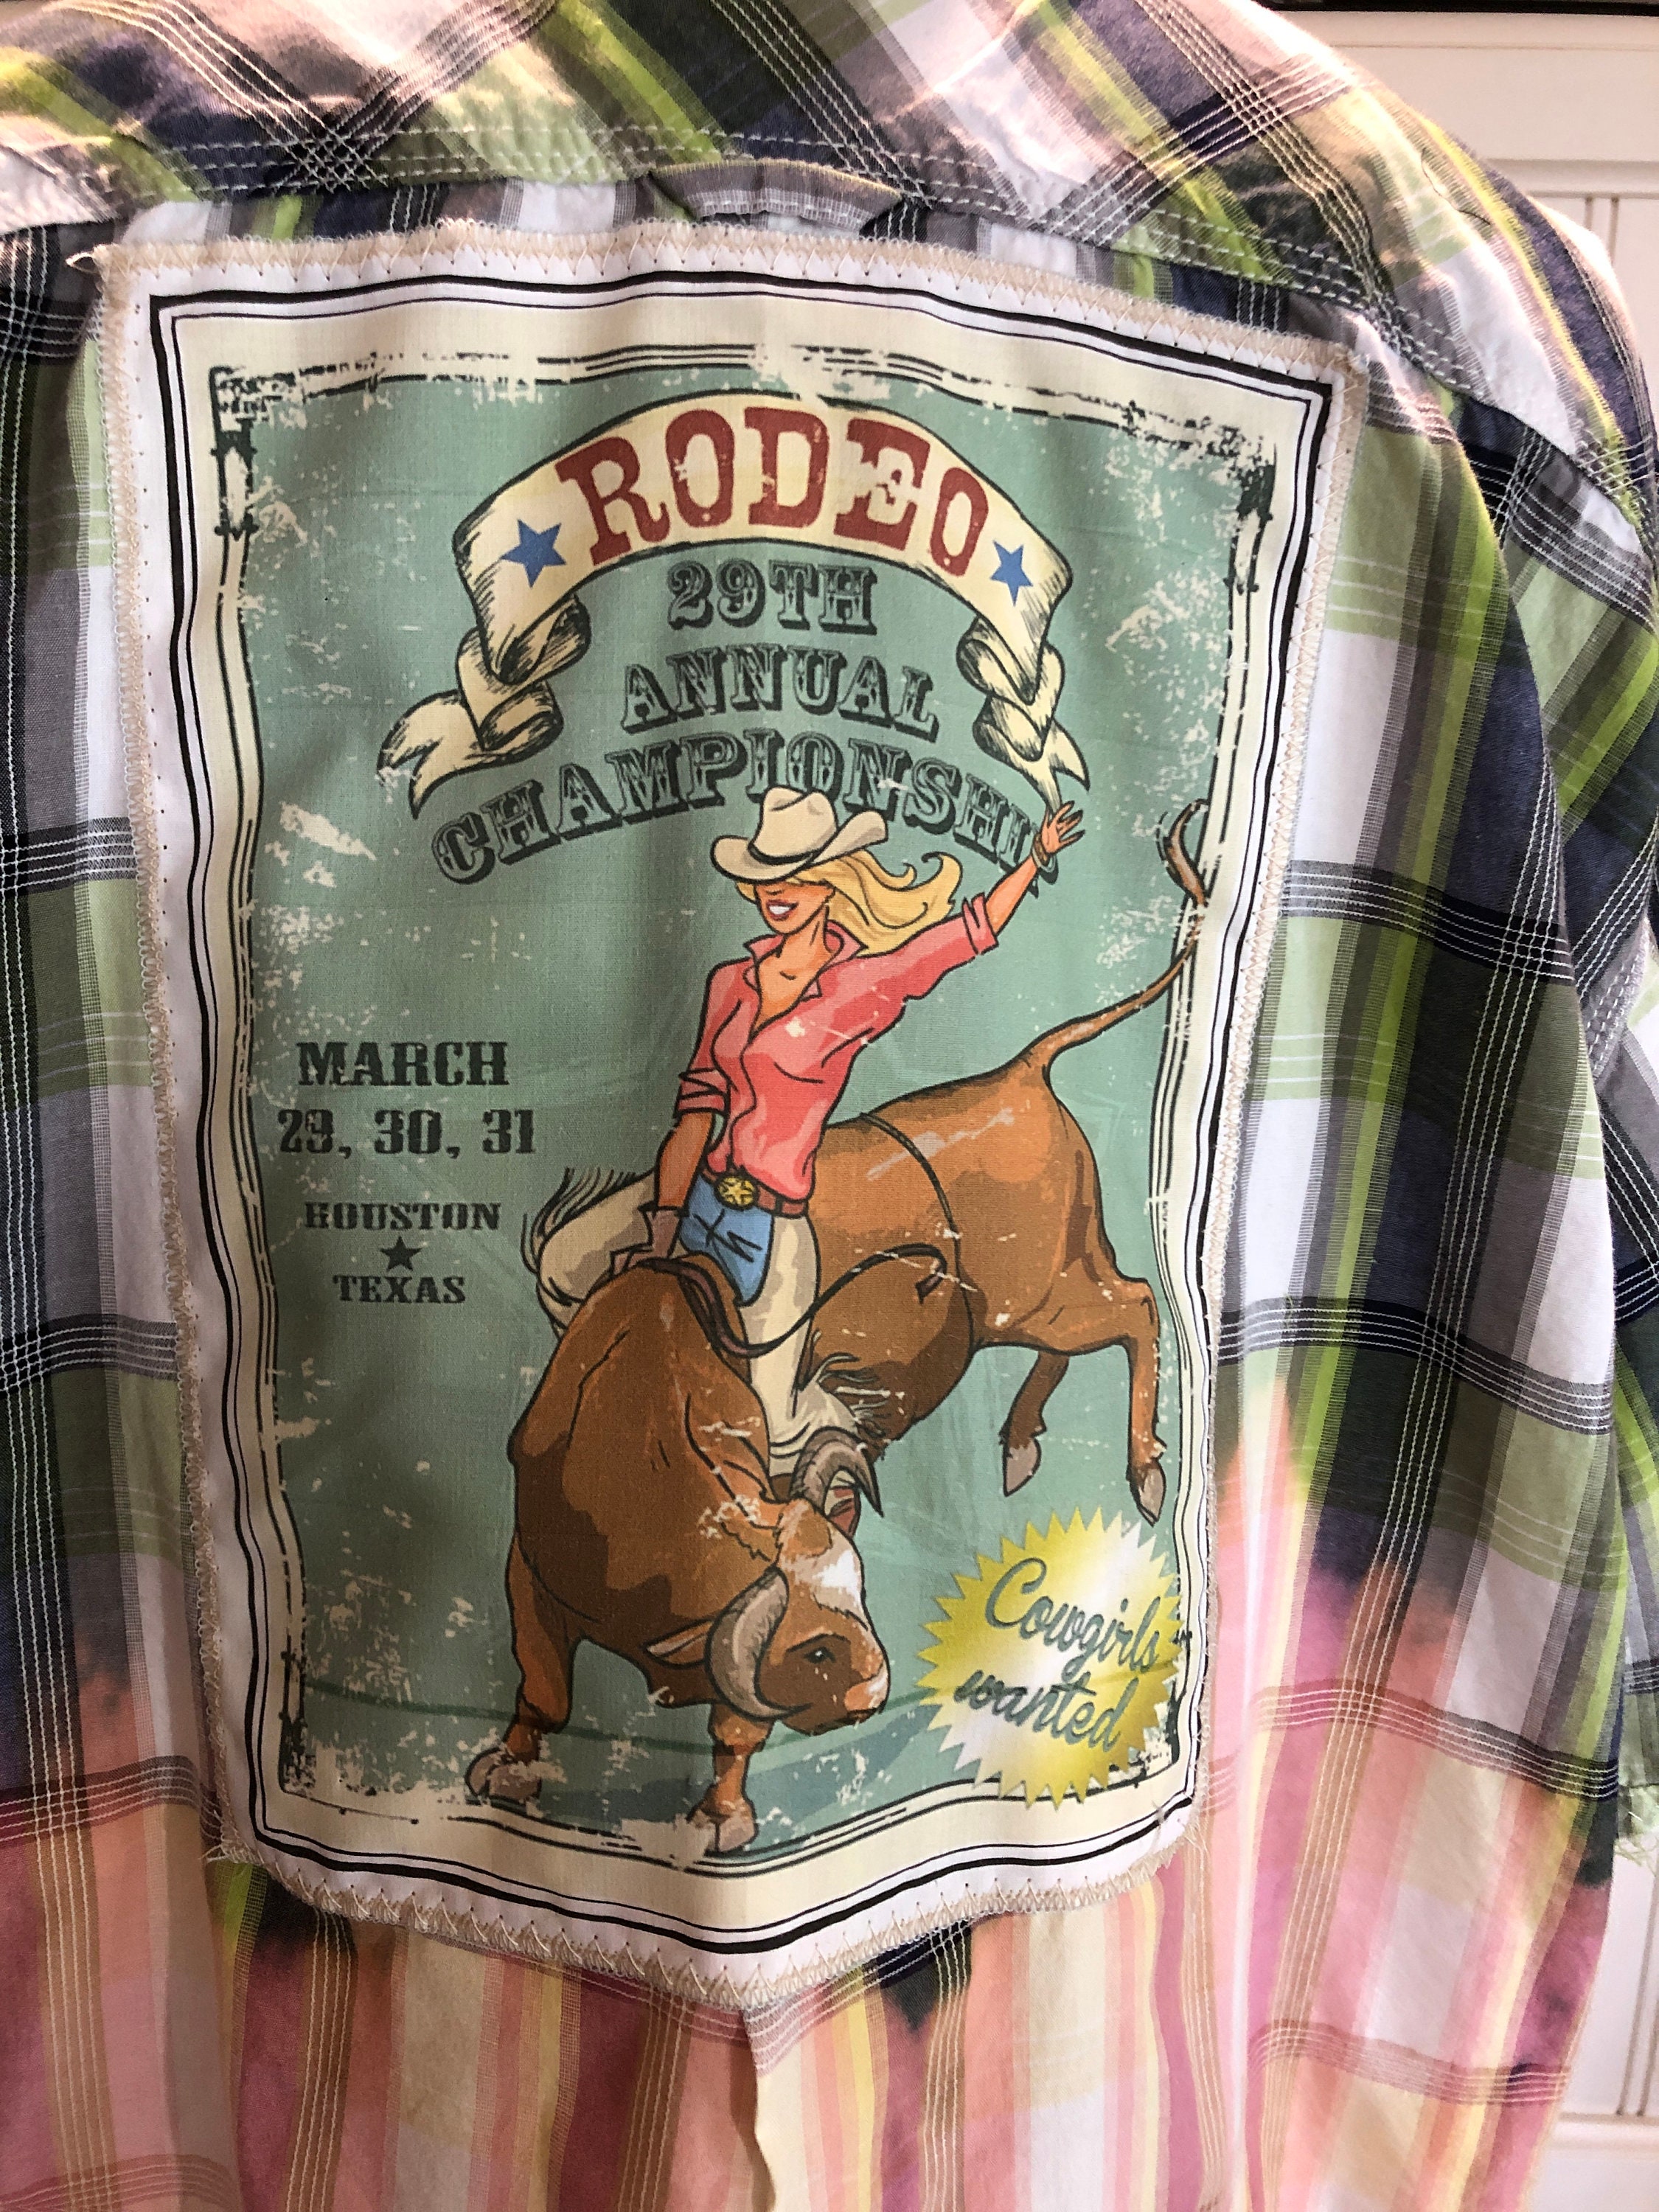 RODEO
29TH
ANNUAL
CHAMPIONSHI
MARCH
29, 30, 31
HOUSTON
TEXAS
Cowgirls
wanted